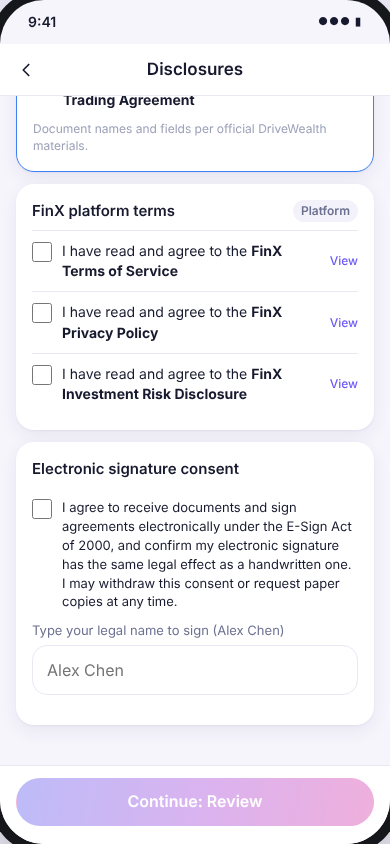 9:41
Disclosures
Trading Agreement
Document names and fields per official DriveWealth
materials.
FinX platform terms
Platform
I have read and agree to the FinX
Terms of Service
View
I have read and agree to the FinX
Privacy Policy
View
I have read and agree to the FinX
Investment Risk Disclosure
View
Electronic signature consent
I agree to receive documents and sign
agreements electronically under the E-Sign Act
of 2000, and confirm my electronic signature
has the same legal effect as a handwritten one.
I may withdraw this consent or request paper
copies at any time.
Type your legal name to sign (Alex Chen)
Alex Chen
Continue: Review